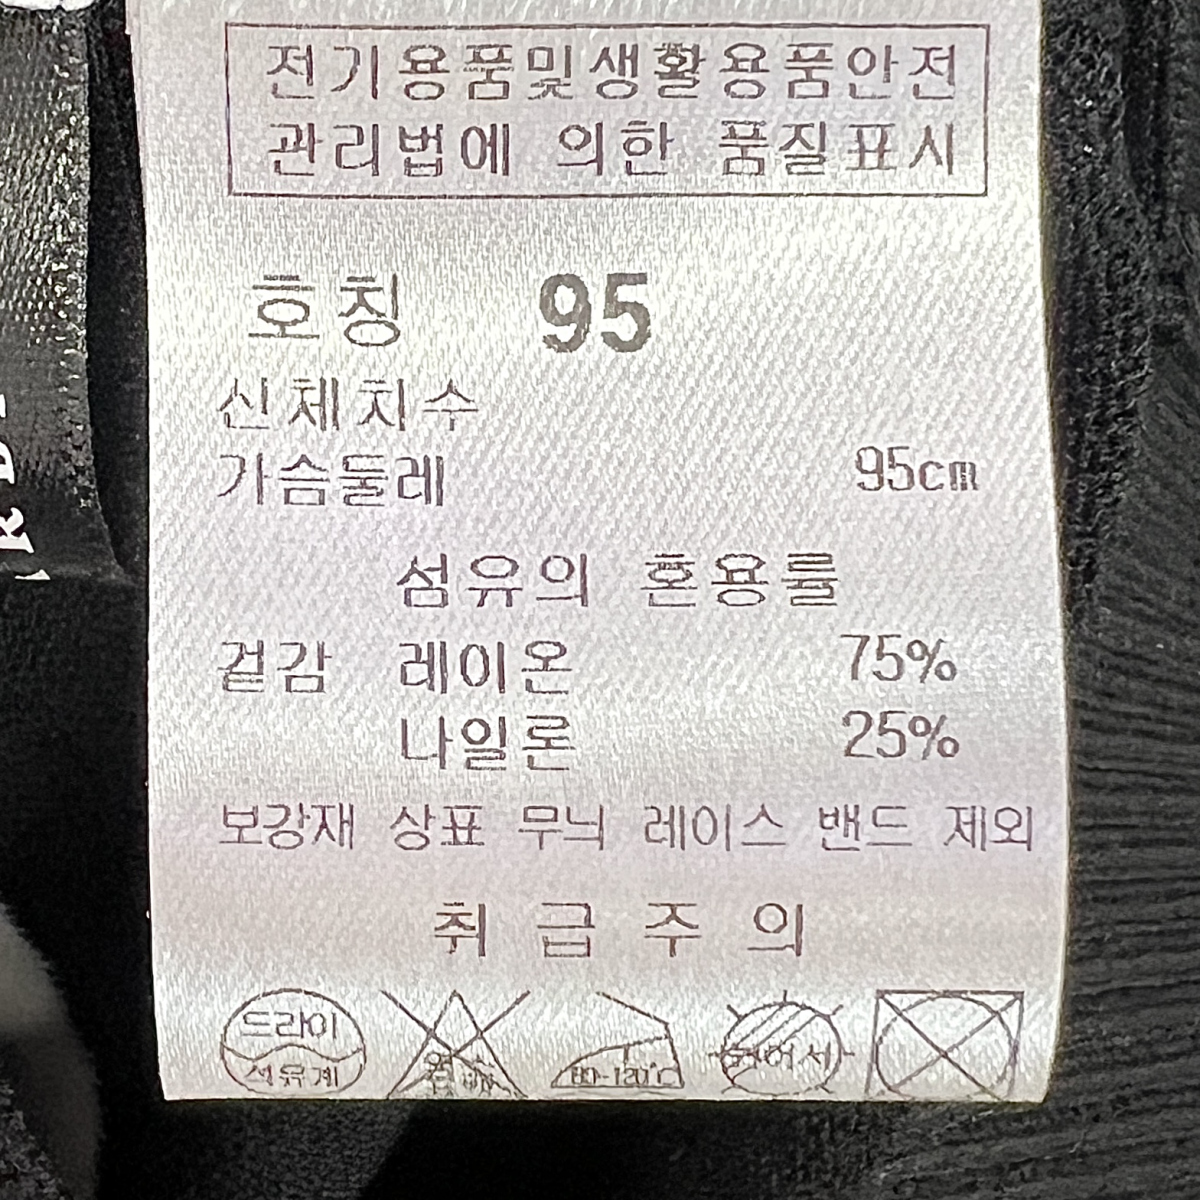 전기용품및생활용품안전
관리법에 의한 품질표시
호칭 95
신체치수
가슴둘레 95cm
섬유의 혼용률
겉감 레이온 75%
나일론 25%
보강재 상표 무늬 레이스 밴드 제외
취급주의
드라이
석유계
80~120℃
뉘어서